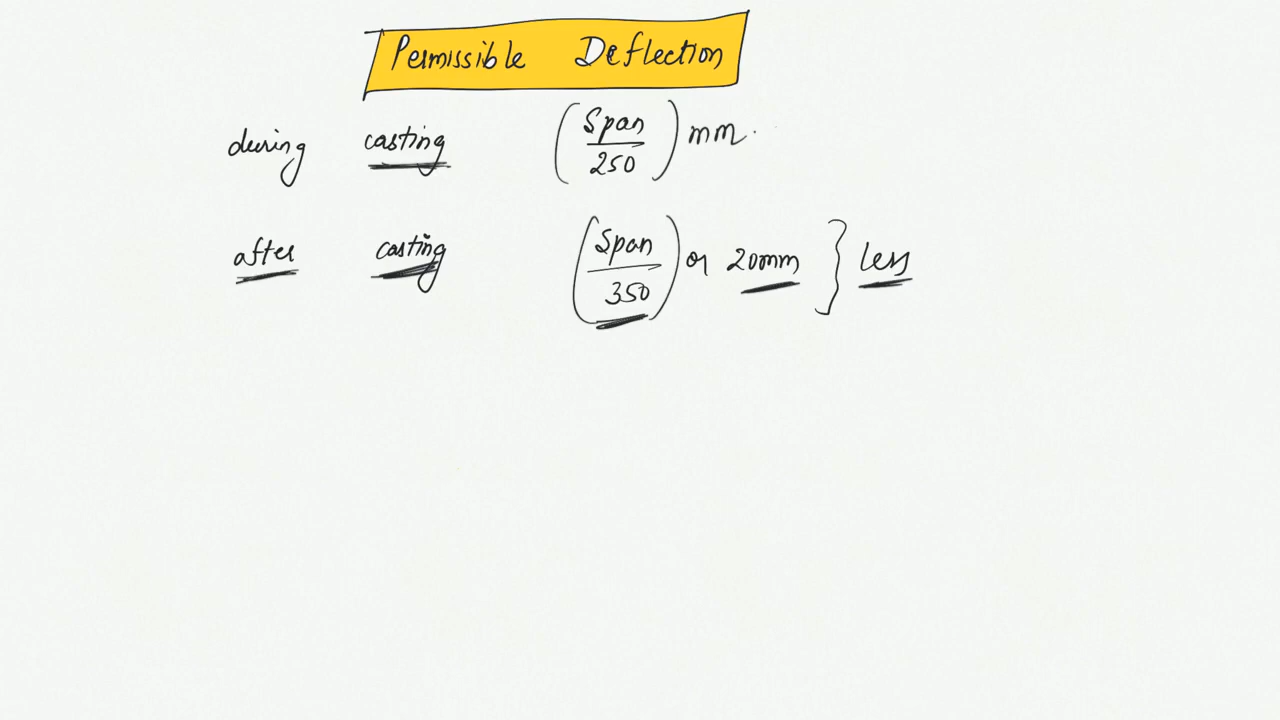 Permissible Deflection
during casting (Span/250) mm.
after casting (Span/350) or 20mm } less